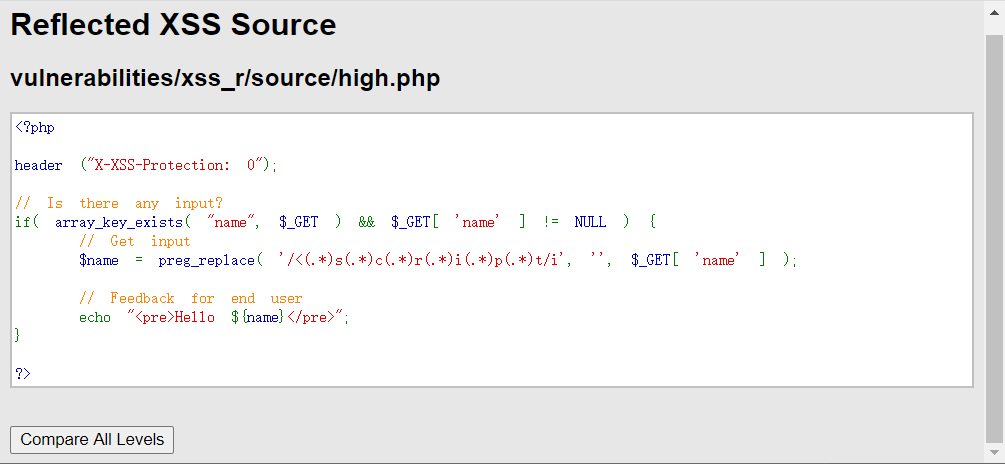 Reflected XSS Source
vulnerabilities/xss_r/source/high.php
<?php
header ("X-XSS-Protection: 0");
// Is there any input?
if( array_key_exists( "name", $_GET ) && $_GET[ 'name' ] != NULL ) {
// Get input
$name = preg_replace( '/<(.*)s(.*)c(.*)r(.*)i(.*)p(.*)t/i', '', $_GET[ 'name' ] );
// Feedback for end user
echo "<pre>Hello ${name}</pre>";
}
?>
Compare All Levels